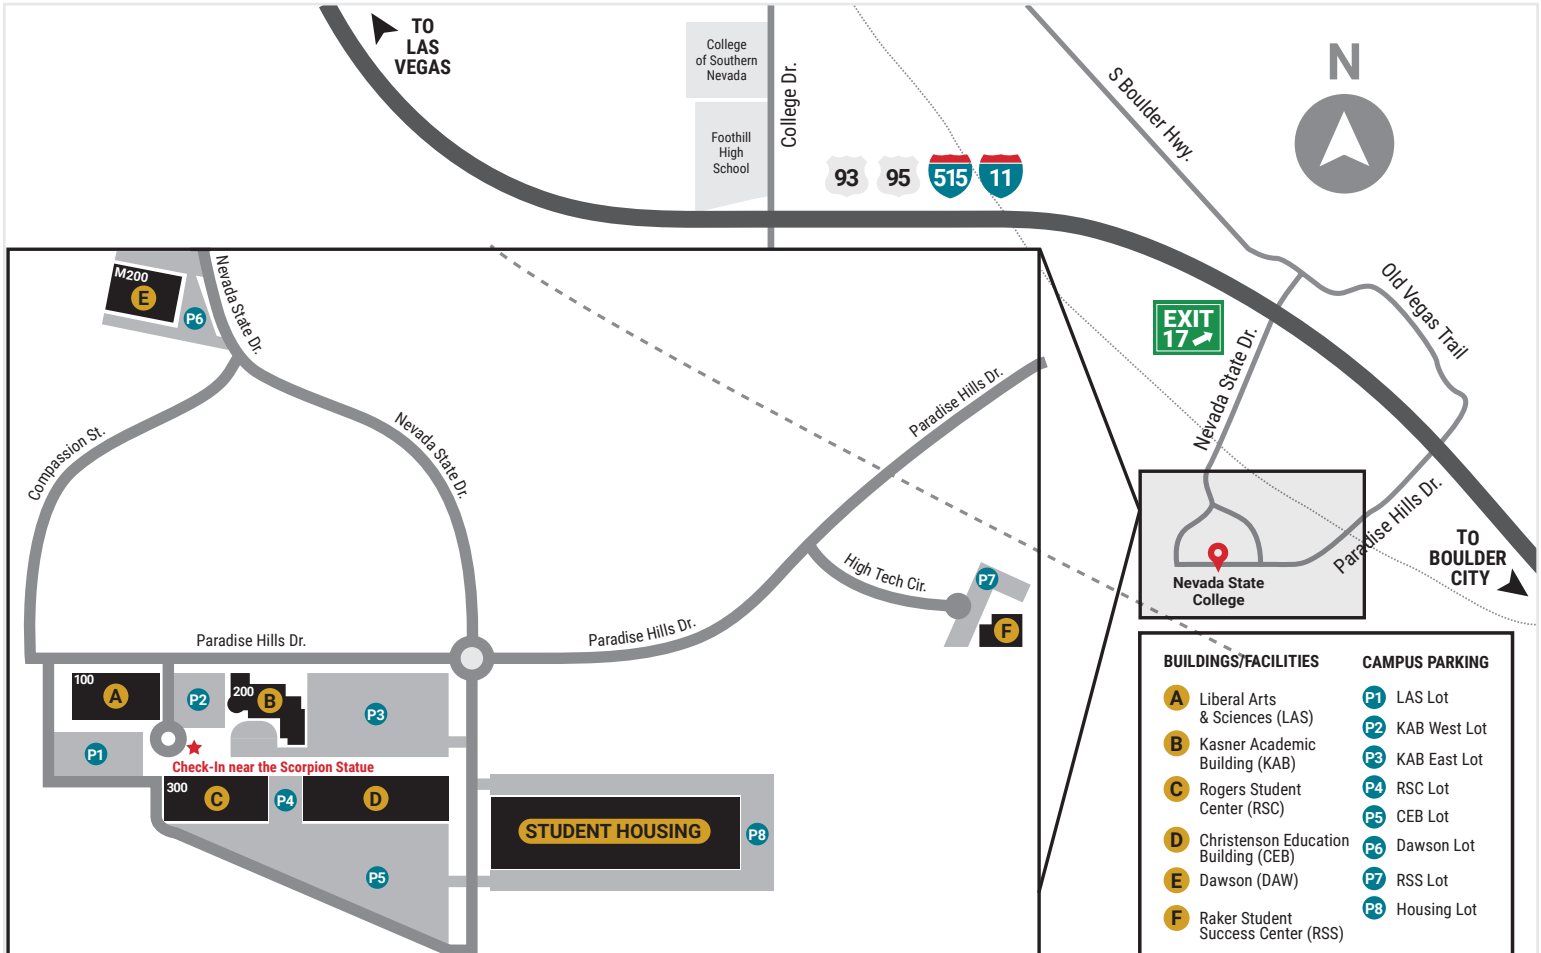 TO
LAS
VEGAS
College
of Southern
Nevada
Foothill
High
School
College Dr.
93
95
515
11
S Boulder Hwy.
N
Old Vegas Trail
EXIT
17
Nevada State Dr.
Paradise Hills Dr.
TO
BOULDER
CITY
Nevada State
College
M200
E
P6
Nevada State Dr.
Compassion St.
Nevada State Dr.
Paradise Hills Dr.
High Tech Cir.
P7
F
Paradise Hills Dr.
Paradise Hills Dr.
100
A
P2
200
B
P3
P1
Check-In near the Scorpion Statue
300
C
P4
D
STUDENT HOUSING
P8
P5
BUILDINGS/FACILITIES
A Liberal Arts
& Sciences (LAS)
B Kasner Academic
Building (KAB)
C Rogers Student
Center (RSC)
D Christenson Education
Building (CEB)
E Dawson (DAW)
F Raker Student
Success Center (RSS)
CAMPUS PARKING
P1 LAS Lot
P2 KAB West Lot
P3 KAB East Lot
P4 RSC Lot
P5 CEB Lot
P6 Dawson Lot
P7 RSS Lot
P8 Housing Lot